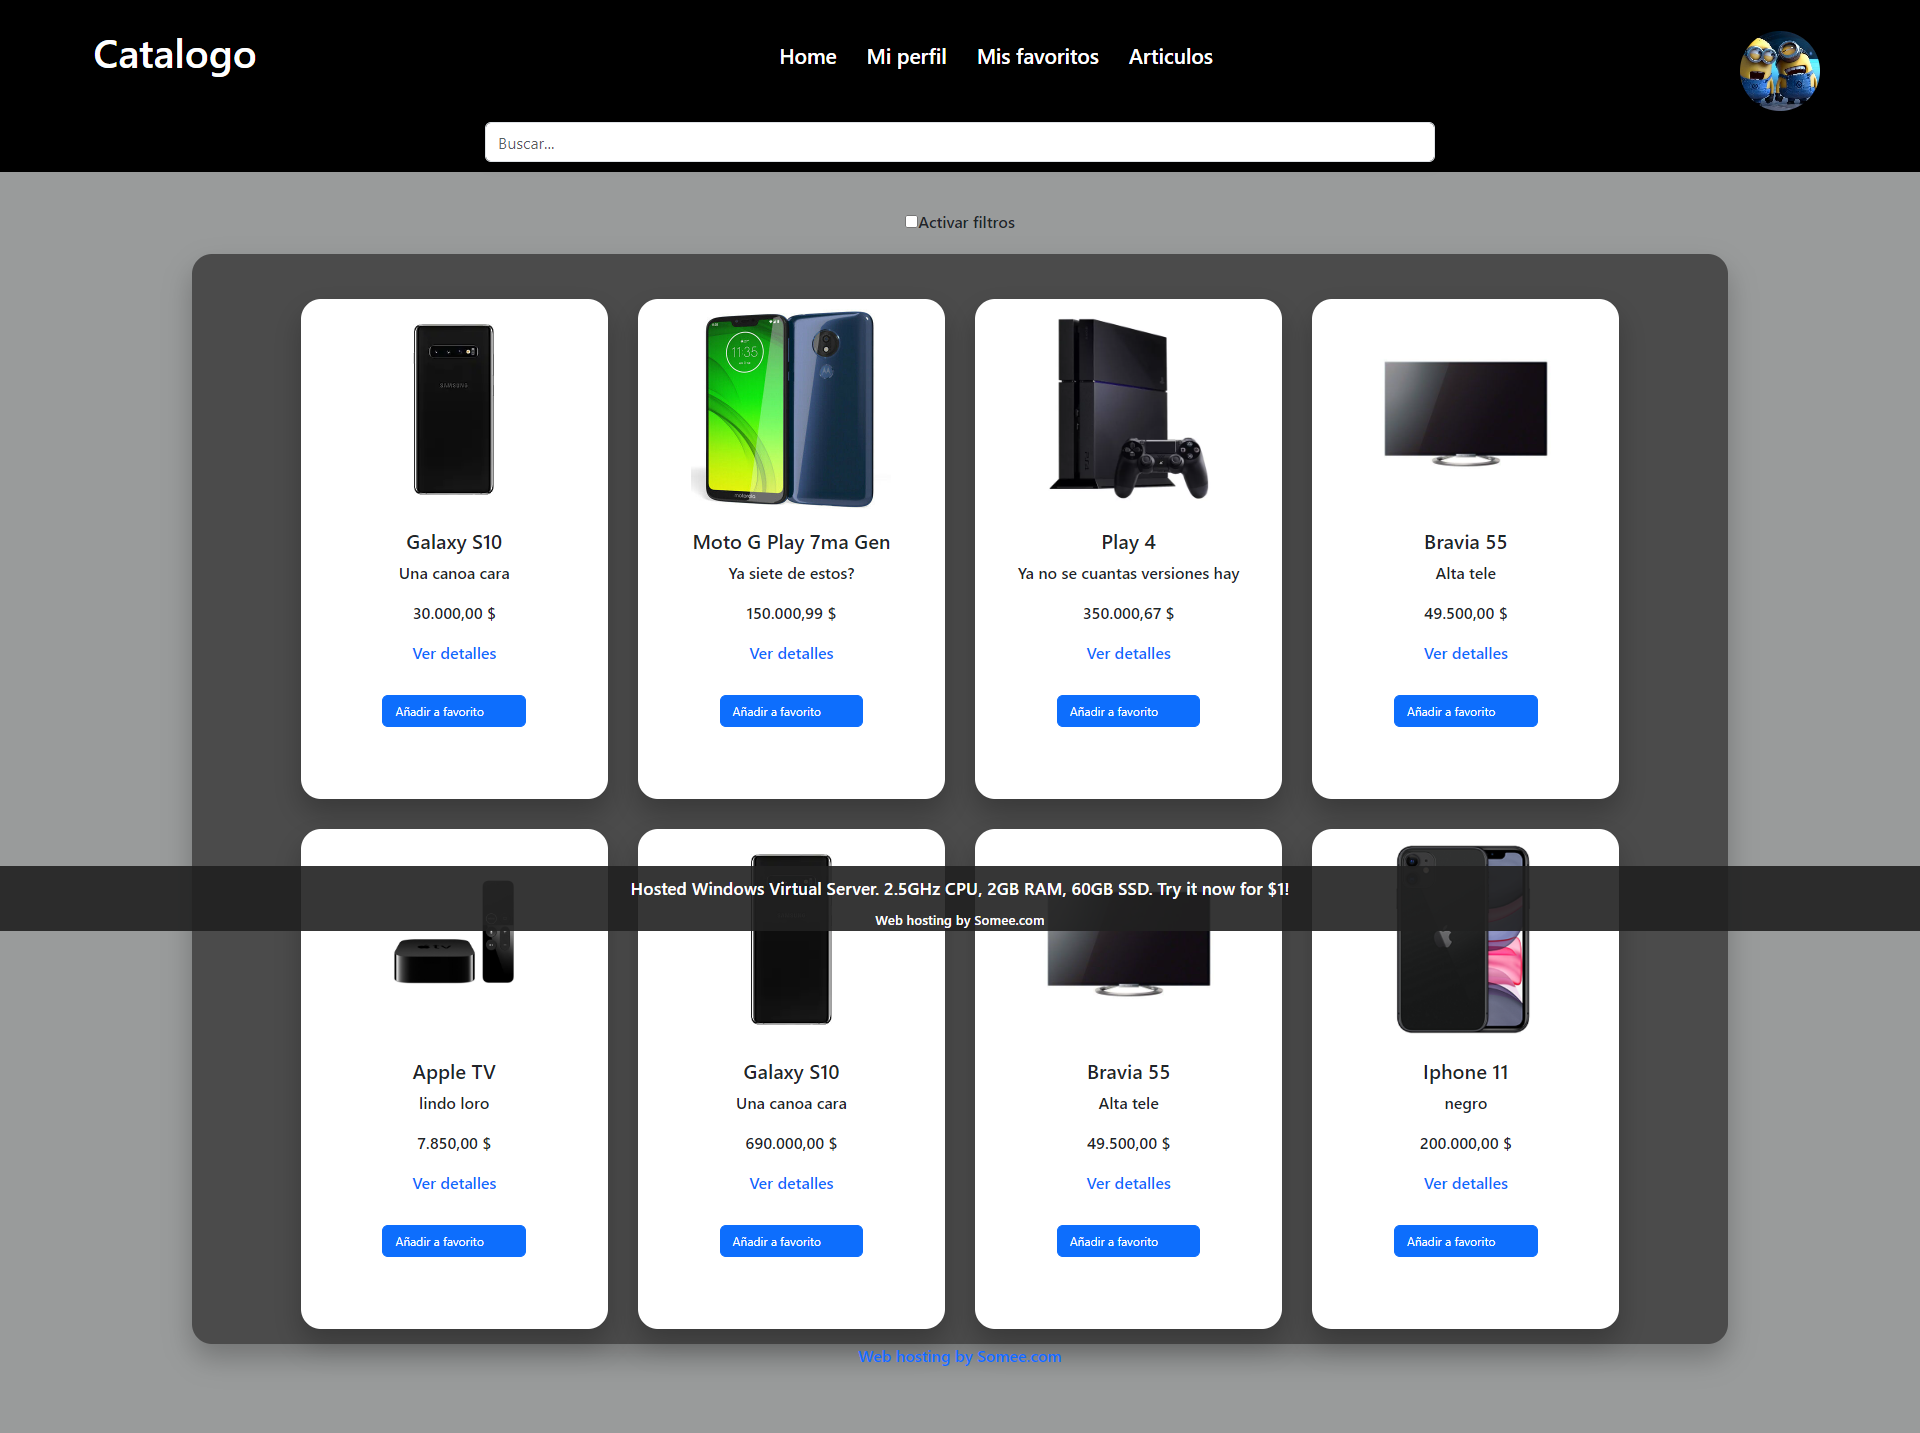 Catalogo
Home
Mi perfil
Mis favoritos
Articulos
Buscar...
Activar filtros
SAMSUNG
11:35
motorola
Galaxy S10
Una canoa cara
30.000,00 $
Ver detalles
Añadir a favorito
Moto G Play 7ma Gen
Ya siete de estos?
150.000,99 $
Ver detalles
Añadir a favorito
Play 4
Ya no se cuantas versiones hay
350.000,67 $
Ver detalles
Añadir a favorito
Bravia 55
Alta tele
49.500,00 $
Ver detalles
Añadir a favorito
Hosted Windows Virtual Server. 2.5GHz CPU, 2GB RAM, 60GB SSD. Try it now for $1!
Web hosting by Somee.com
Apple TV
lindo loro
7.850,00 $
Ver detalles
Añadir a favorito
Galaxy S10
Una canoa cara
690.000,00 $
Ver detalles
Añadir a favorito
Bravia 55
Alta tele
49.500,00 $
Ver detalles
Añadir a favorito
Iphone 11
negro
200.000,00 $
Ver detalles
Añadir a favorito
Web hosting by Somee.com